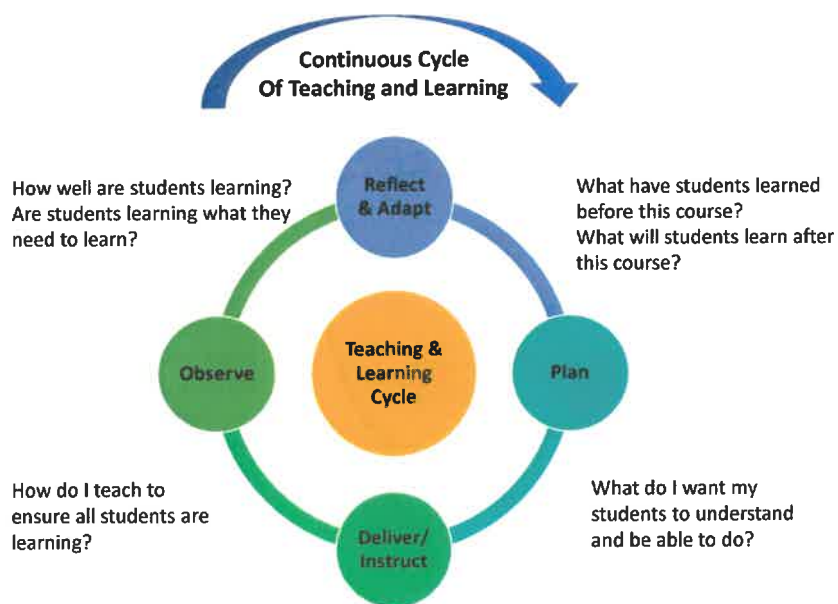 Continuous Cycle
Of Teaching and Learning
How well are students learning?
Are students learning what they
need to learn?
Reflect
& Adapt
What have students learned
before this course?
What will students learn after
this course?
Observe
Teaching &
Learning
Cycle
Plan
How do I teach to
ensure all students are
learning?
Deliver/
Instruct
What do I want my
students to understand
and be able to do?